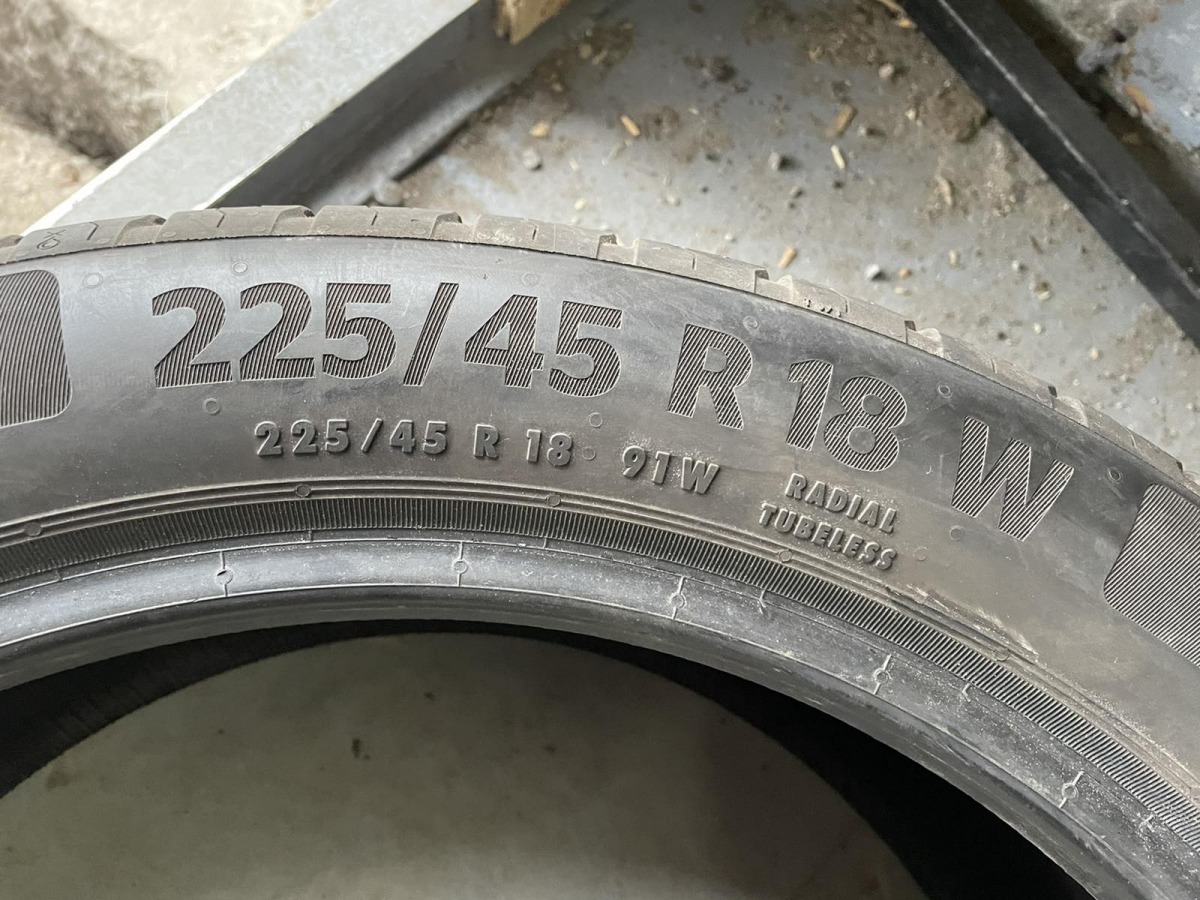 225/45 R 18 W
225/45 R 18 91W
RADIAL
TUBELESS